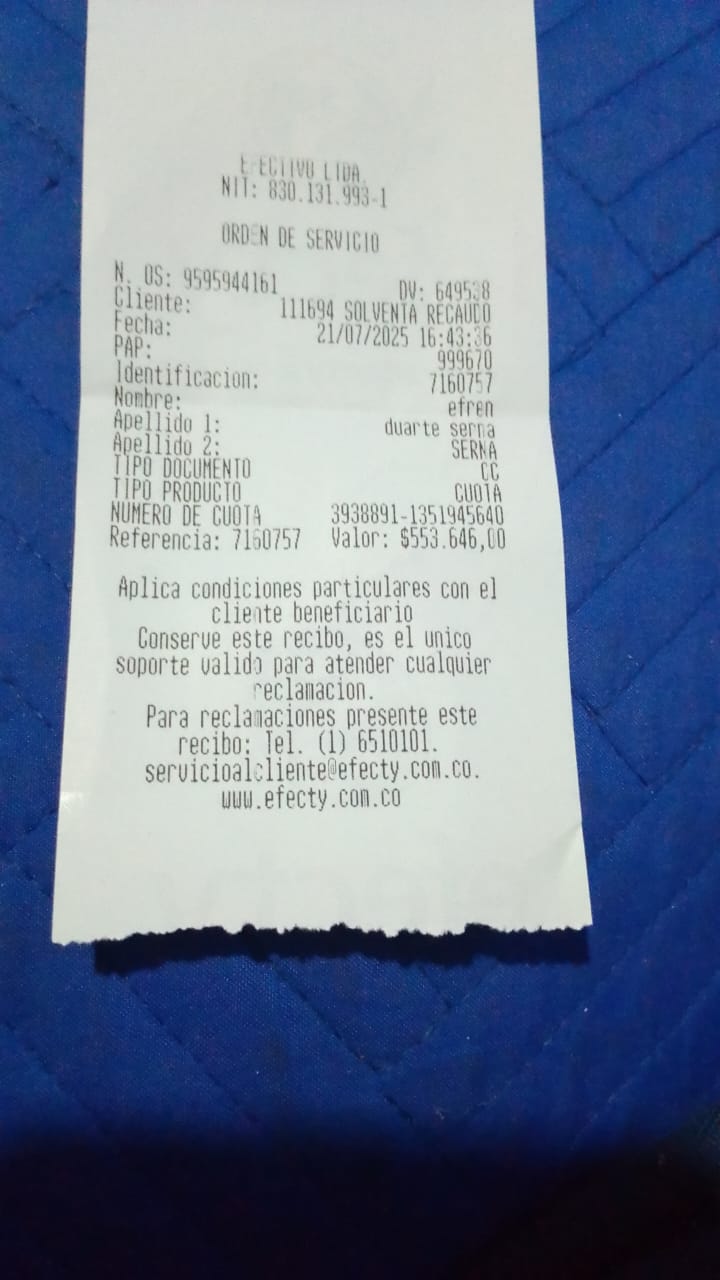 EFECTIVO LTDA.
NIT: 830.131.993-1
ORDEN DE SERVICIO
N. OS: 9595944161 DV: 649538
Cliente: 111694 SOLVENTA RECAUDO
Fecha: 21/07/2025 16:43:36
PAP: 999670
Identificacion: 7160757
Nombre: efren
Apellido 1: duarte serna
Apellido 2: SERNA
TIPO DOCUMENTO CC
TIPO PRODUCTO CUOTA
NUMERO DE CUOTA 3938891-1351945640
Referencia: 7160757 Valor: $553.646,00
Aplica condiciones particulares con el
cliente beneficiario
Conserve este recibo, es el unico
soporte valido para atender cualquier
reclamacion.
Para reclamaciones presente este
recibo: Tel. (1) 6510101.
servicioalcliente@efecty.com.co.
www.efecty.com.co